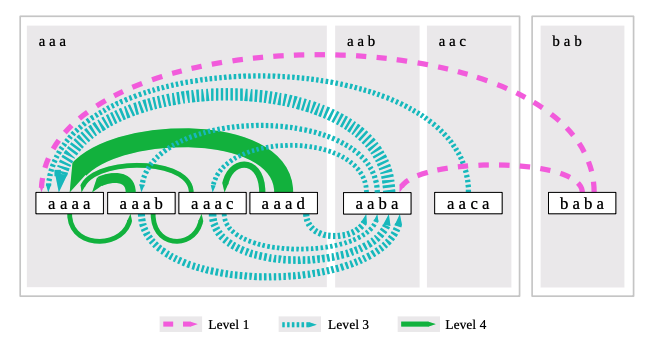 a a a
a a b
a a c
b a b
a a a a
a a a b
a a a c
a a a d
a a b a
a a c a
b a b a
Level 1
Level 3
Level 4